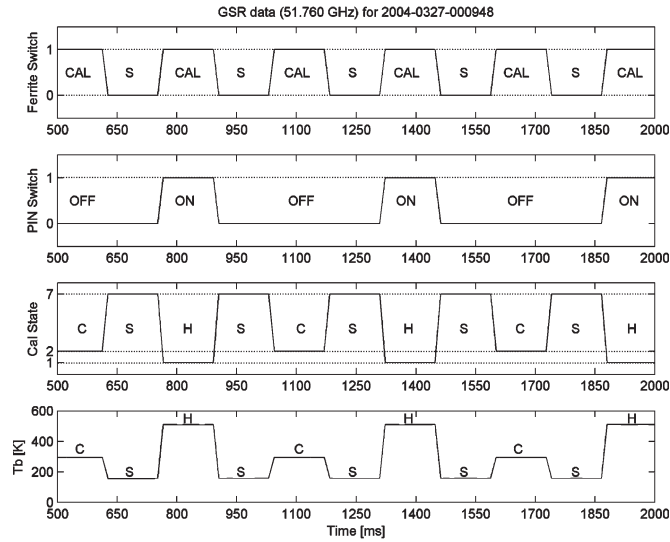 GSR data (51.760 GHz) for 2004-0327-000948
Ferrite Switch
1
0
CAL S CAL S CAL S CAL S CAL S CAL
500 650 800 950 1100 1250 1400 1550 1700 1850 2000
PIN Switch
1
0
OFF ON OFF ON OFF ON
500 650 800 950 1100 1250 1400 1550 1700 1850 2000
Cal State
7
2
1
C S H S C S H S C S H
500 650 800 950 1100 1250 1400 1550 1700 1850 2000
Tb [K]
600
400
200
0
C S H S C S H S C S H
500 650 800 950 1100 1250 1400 1550 1700 1850 2000
Time [ms]